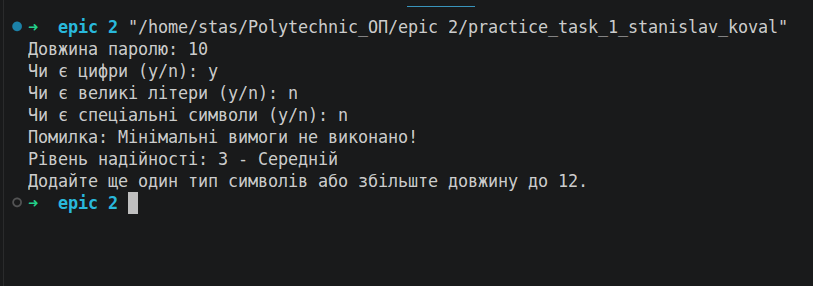 ➜  epic 2 "/home/stas/Polytechnic_ОП/epic 2/practice_task_1_stanislav_koval"
Довжина паролю: 10
Чи є цифри (y/n): y
Чи є великі літери (y/n): n
Чи є спеціальні символи (y/n): n
Помилка: Мінімальні вимоги не виконано!
Рівень надійності: 3 - Середній
Додайте ще один тип символів або збільште довжину до 12.
➜  epic 2